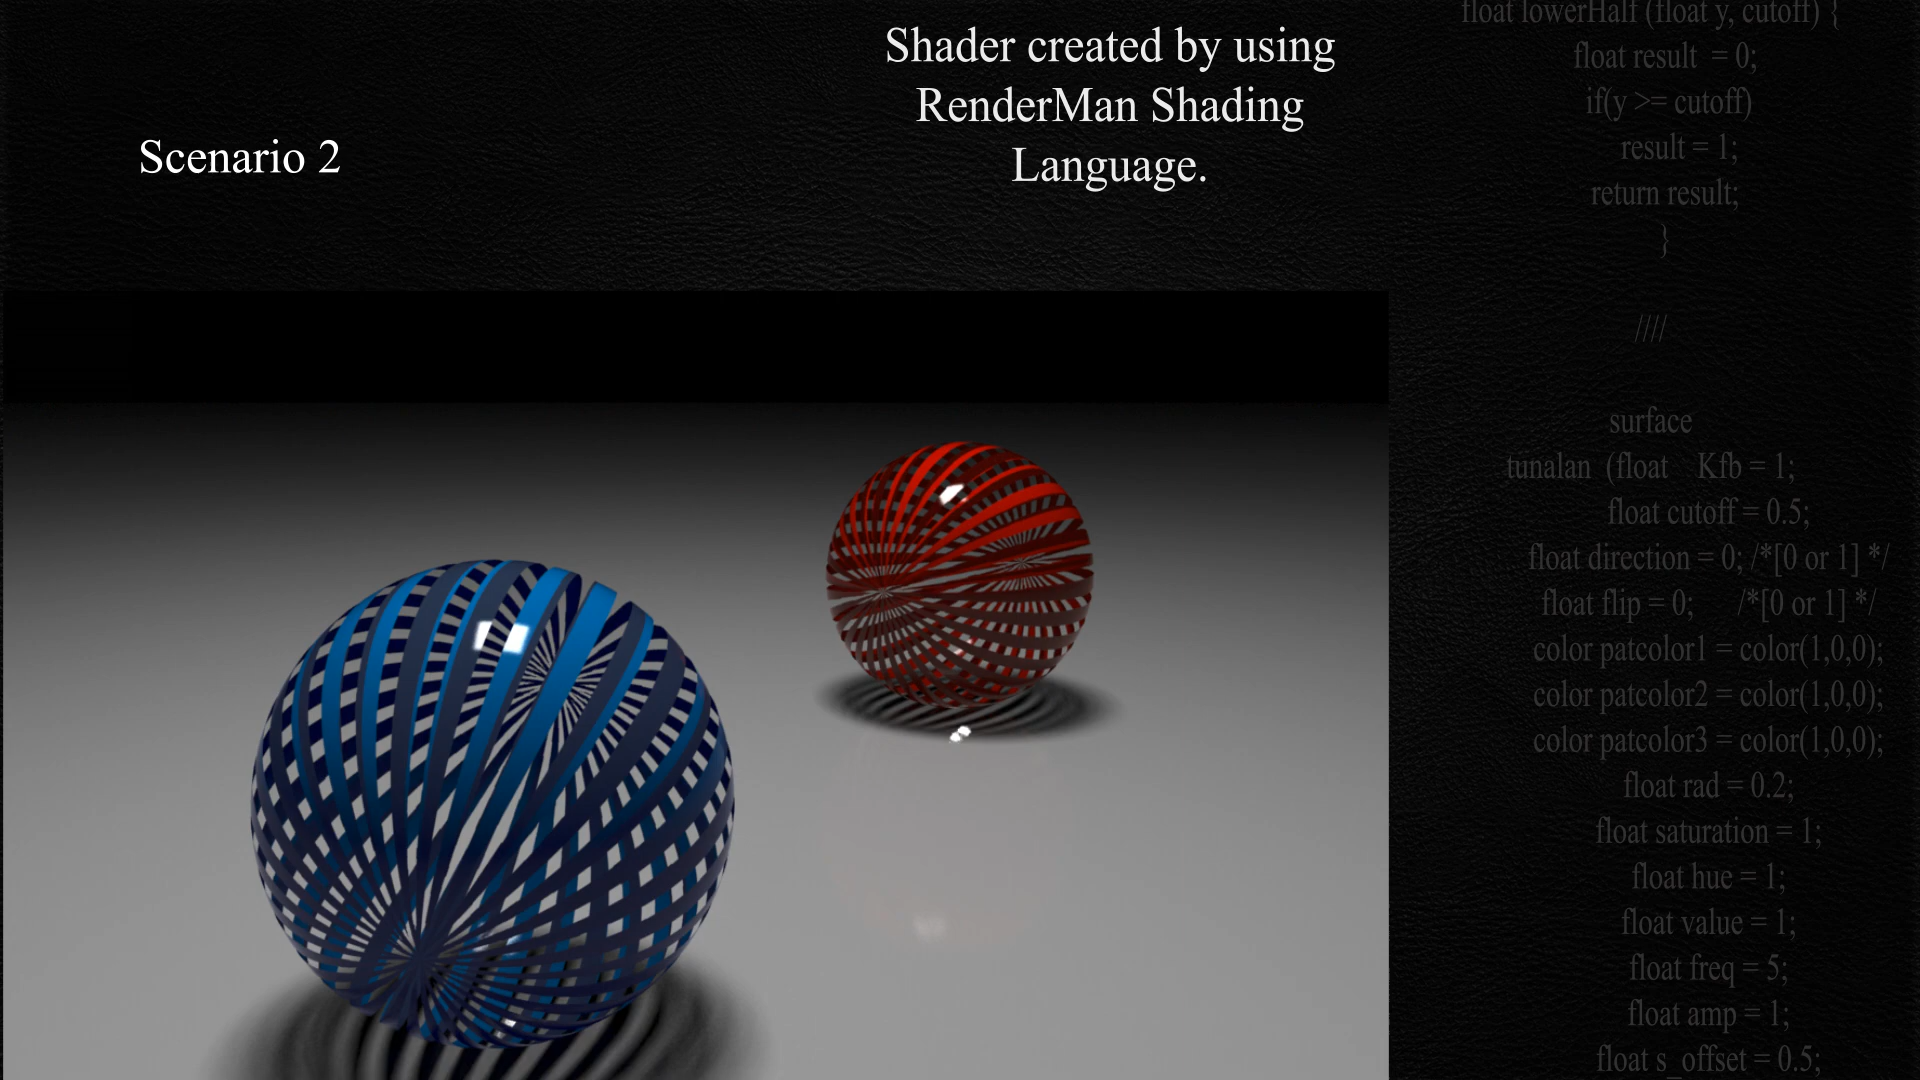 Scenario 2
Shader created by using
RenderMan Shading
Language.
float lowerHalf (float y, cutoff) {
float result = 0;
if(y >= cutoff)
result = 1;
return result;
}
////
surface
tunalan (float Kfb = 1;
float cutoff = 0.5;
float direction = 0; /*[0 or 1] */
float flip = 0; /*[0 or 1] */
color patcolor1 = color(1,0,0);
color patcolor2 = color(1,0,0);
color patcolor3 = color(1,0,0);
float rad = 0.2;
float saturation = 1;
float hue = 1;
float value = 1;
float freq = 5;
float amp = 1;
float s_offset = 0.5;